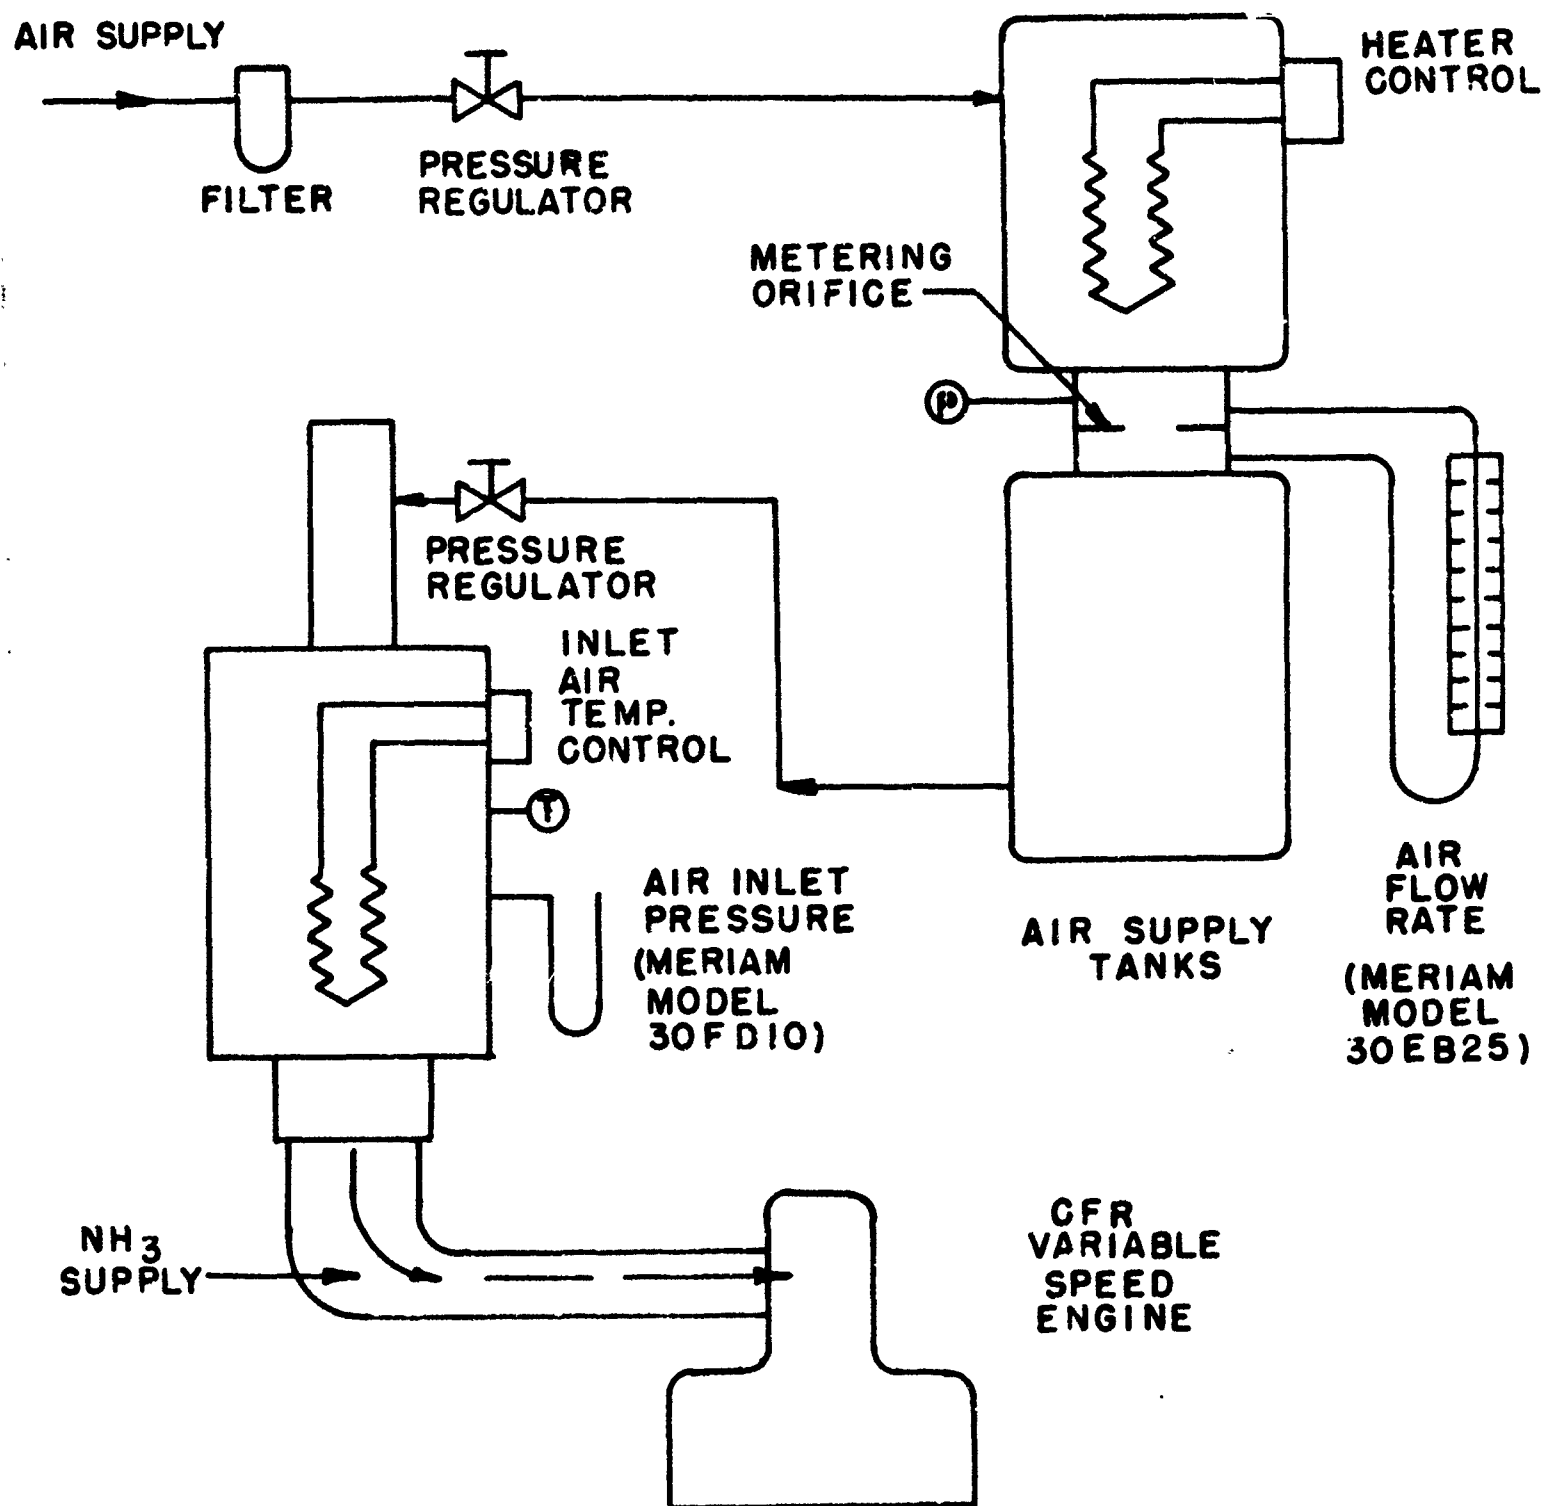 AIR SUPPLY
FILTER
PRESSURE
REGULATOR
HEATER
CONTROL
METERING
ORIFICE
P
PRESSURE
REGULATOR
INLET
AIR
TEMP.
CONTROL
T
AIR INLET
PRESSURE
(MERIAM
MODEL
30FD10)
AIR SUPPLY
TANKS
AIR
FLOW
RATE
(MERIAM
MODEL
30EB25)
NH3
SUPPLY
CFR
VARIABLE
SPEED
ENGINE